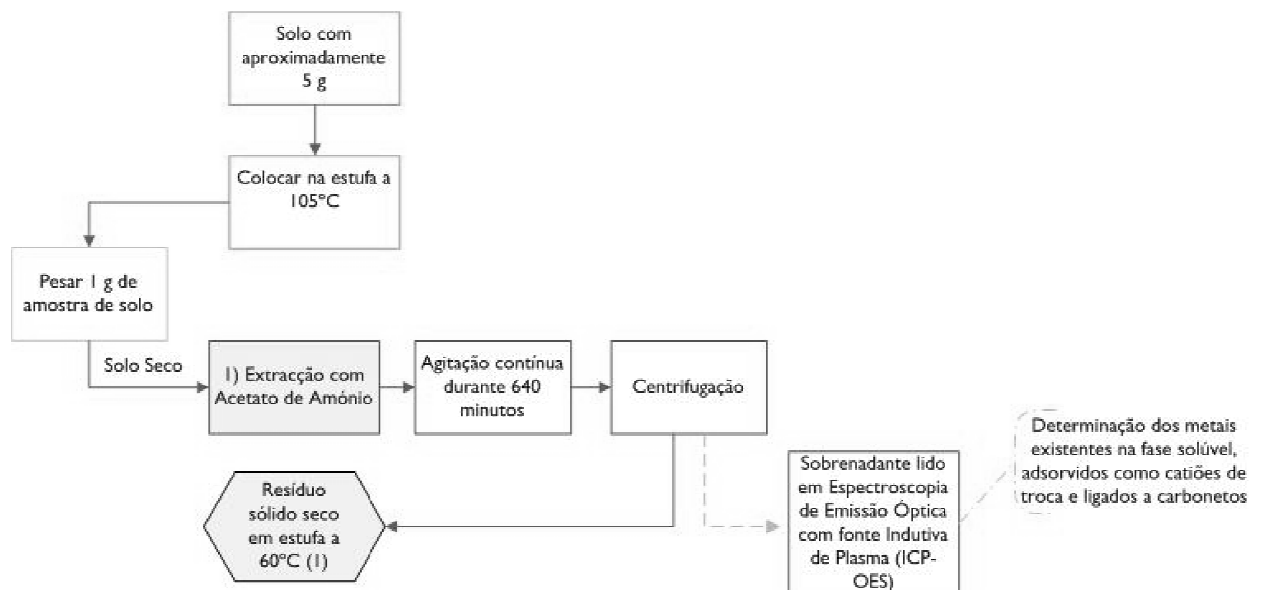 Solo com
aproximadamente
5 g
Colocar na estufa a
105ºC
Pesar 1 g de
amostra de solo
Solo Seco
1) Extracção com
Acetato de Amónio
Agitação contínua
durante 640
minutos
Centrifugação
Resíduo
sólido seco
em estufa a
60ºC (1)
Sobrenadante lido
em Espectroscopia
de Emissão Óptica
com fonte Indutiva
de Plasma (ICP-
OES)
Determinação dos metais
existentes na fase solúvel,
adsorvidos como catiões de
troca e ligados a carbonetos